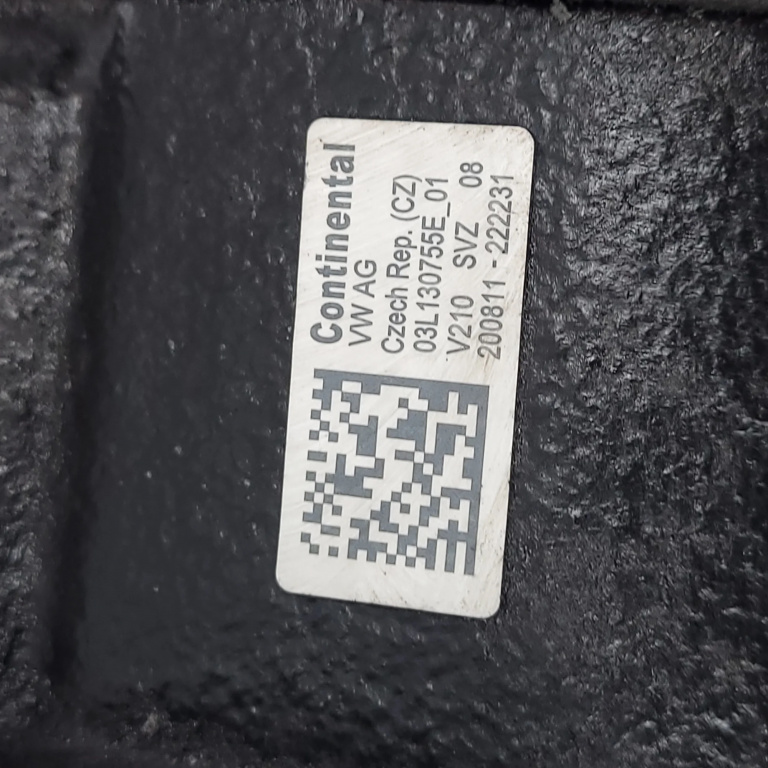 Continental
VW AG
Czech Rep. (CZ)
03L130755E_01
V210 SVZ 08
200811 - 222231